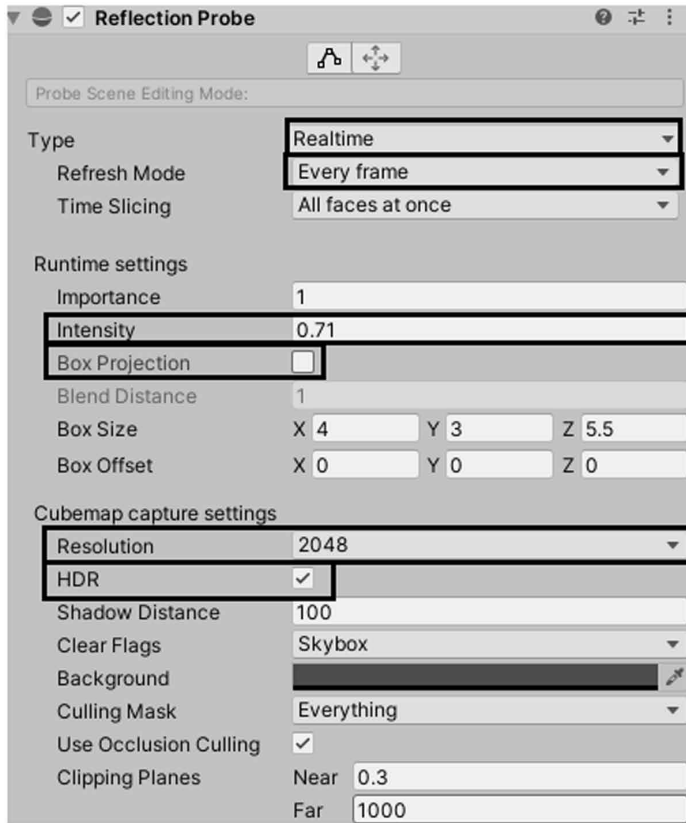 Reflection Probe
Probe Scene Editing Mode:
Type Realtime
Refresh Mode Every frame
Time Slicing All faces at once
Runtime settings
Importance 1
Intensity 0.71
Box Projection
Blend Distance 1
Box Size X 4 Y 3 Z 5.5
Box Offset X 0 Y 0 Z 0
Cubemap capture settings
Resolution 2048
HDR
Shadow Distance 100
Clear Flags Skybox
Background
Culling Mask Everything
Use Occlusion Culling
Clipping Planes Near 0.3
Far 1000